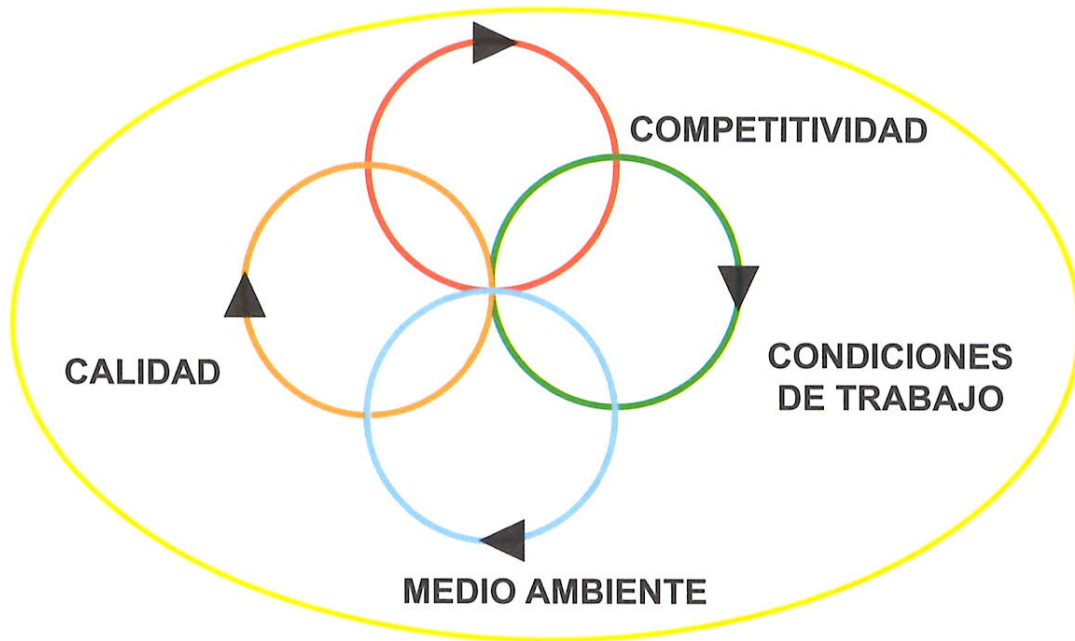 COMPETITIVIDAD
CALIDAD
CONDICIONES
DE TRABAJO
MEDIO AMBIENTE